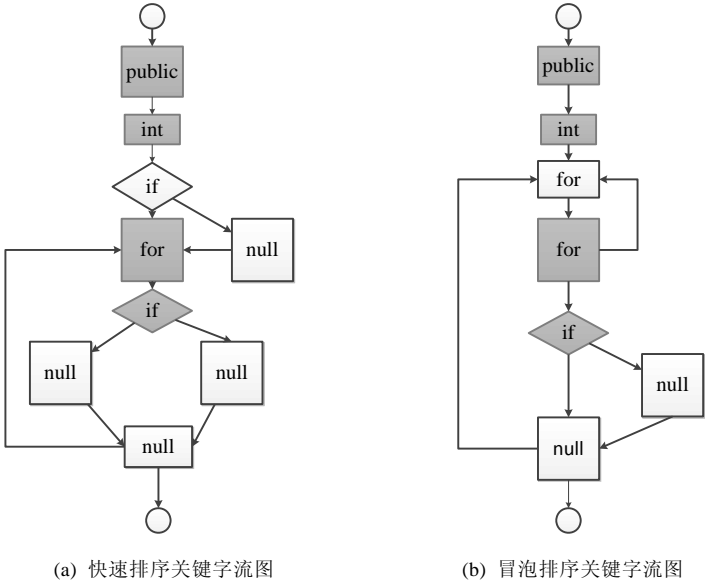 public
int
if
for
null
if
null
null
null
(a) 快速排序关键字流图
public
int
for
for
if
null
null
(b) 冒泡排序关键字流图